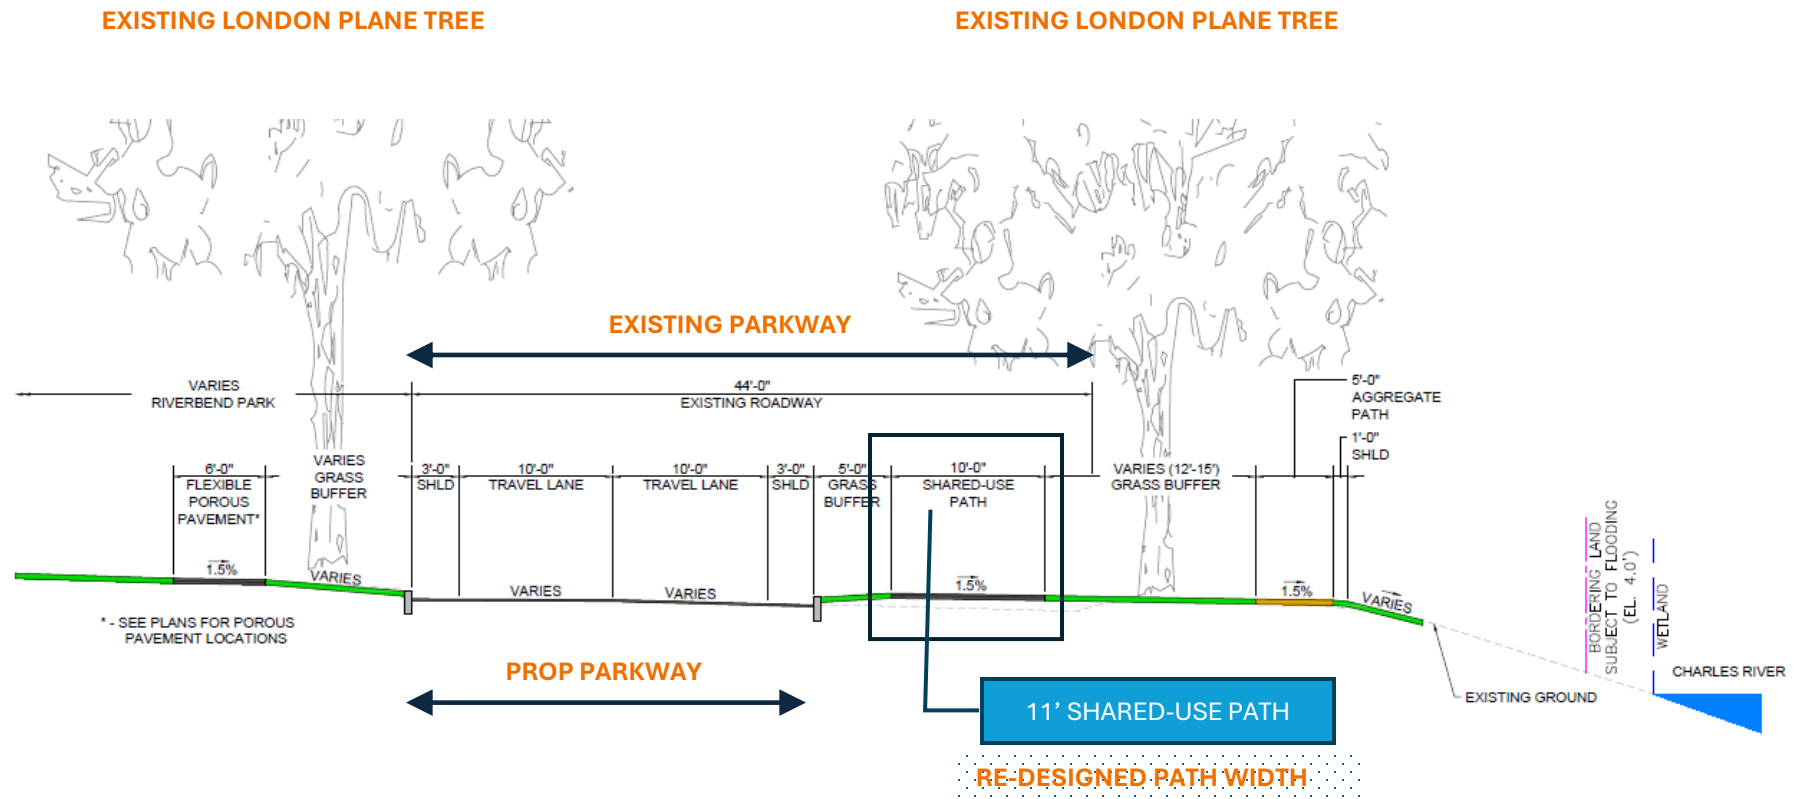 EXISTING LONDON PLANE TREE
EXISTING LONDON PLANE TREE
EXISTING PARKWAY
VARIES
RIVERBEND PARK
44'-0"
EXISTING ROADWAY
5'-0"
AGGREGATE
PATH
1'-0"
SHLD
6'-0"
FLEXIBLE
POROUS
PAVEMENT*
VARIES
GRASS
BUFFER
3'-0"
SHLD
10'-0"
TRAVEL LANE
10'-0"
TRAVEL LANE
3'-0"
SHLD
5'-0"
GRASS
BUFFER
10'-0"
SHARED-USE
PATH
VARIES (12'-15')
GRASS BUFFER
1.5%
VARIES
VARIES
VARIES
1.5%
1.5%
VARIES
BORDERING LAND
SUBJECT TO FLOODING
(EL. 4.0')
WETLAND
* - SEE PLANS FOR POROUS
PAVEMENT LOCATIONS
PROP PARKWAY
EXISTING GROUND
CHARLES RIVER
11’ SHARED-USE PATH
RE-DESIGNED PATH WIDTH